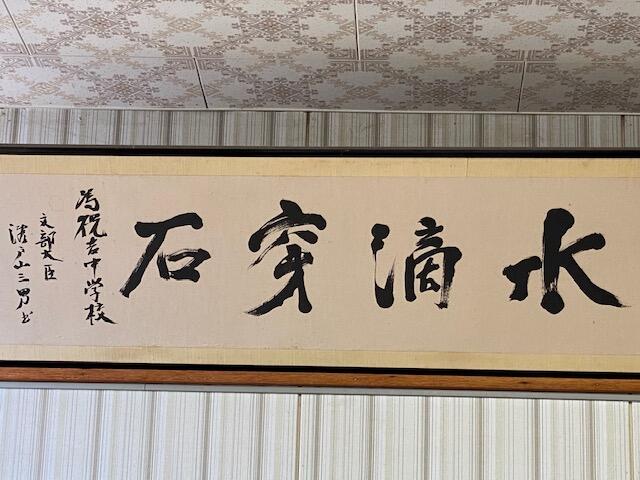 水滴穿石
為祝岩中学校
文部大臣
瀬戸山三男書